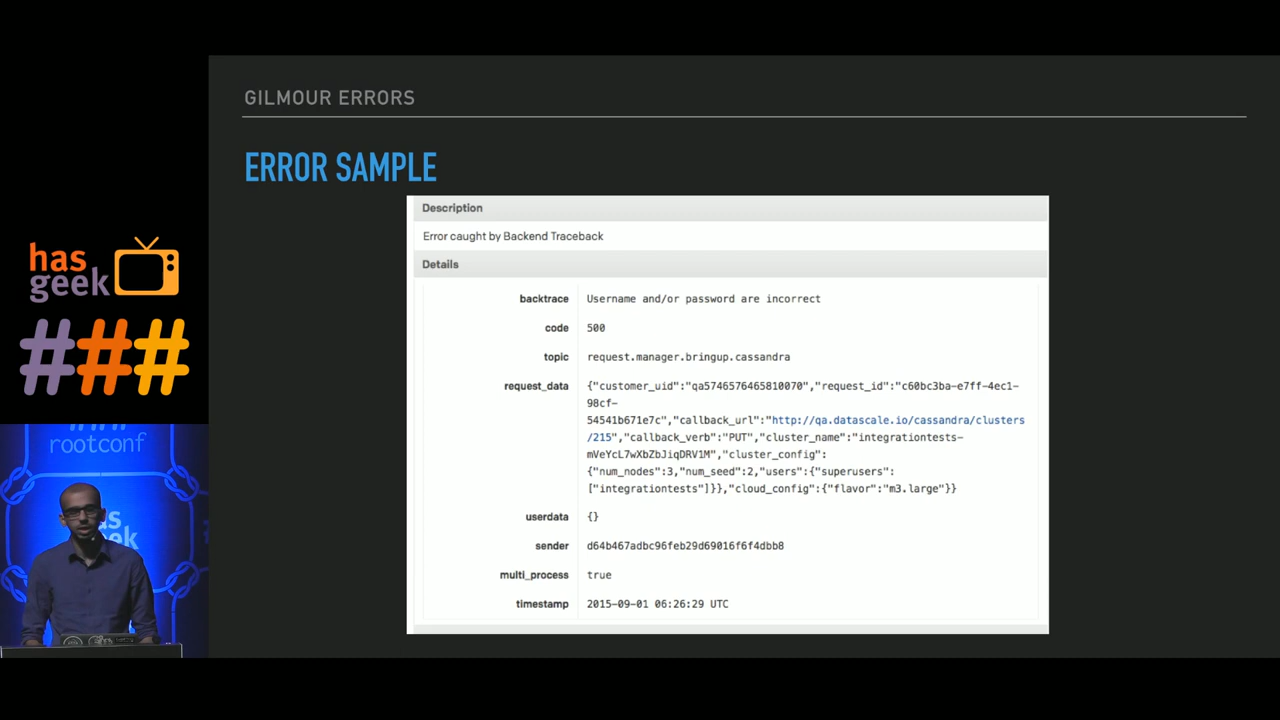 GILMOUR ERRORS
ERROR SAMPLE
Description
Error caught by Backend Traceback
Details
backtrace Username and/or password are incorrect
code 500
topic request.manager.bringup.cassandra
request_data {"customer_uid":"qa5746576465810070","request_id":"c60bc3ba-e7ff-4ec1-
98cf-
54541b671e7c","callback_url":"http://qa.datascale.io/cassandra/clusters
/215","callback_verb":"PUT","cluster_name":"integrationtests-
mVeYcL7wXbZbJiqDRV1M","cluster_config":
{"num_nodes":3,"num_seed":2,"users":{"superusers":
["integrationtests"]}},"cloud_config":{"flavor":"m3.large"}}
userdata {}
sender d64b467adbc96feb29d69016f6f4dbb8
multi_process true
timestamp 2015-09-01 06:26:29 UTC
has
geek
###
rootconf
has
geek